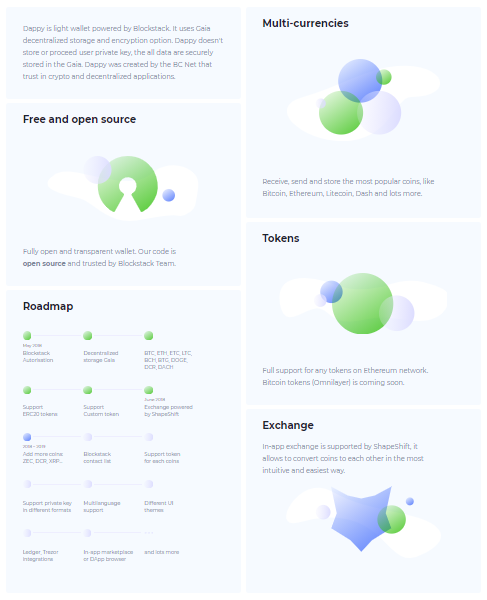 Dappy is light wallet powered by Blockstack. It uses Gaia
decentralized storage and encryption option. Dappy doesn't
store or proceed user private key, the all data are securely
stored in the Gaia. Dappy was created by the BC Net that
trust in crypto and decentralized applications.
Free and open source
Fully open and transparent wallet. Our code is
open source and trusted by Blockstack Team.
Roadmap
May 2018
Blockstack
Autorisation
Decentralized
storage Gaia
BTC, ETH, ETC, LTC,
BCH, BTG, DOGE,
DCR, DACH
Support
ERC20 tokens
Support
Custom token
June 2018
Exchange powered
by ShapeShift
2018 - 2019
Add more coins:
ZEC, DCR, XRP...
Blockstack
contact list
Support token
for each coins
Support private key
in different formats
Multilanguage
support
Different UI
themes
Ledger, Trezor
integrations
In-app marketplace
or DApp browser
and lots more
Multi-currencies
Receive, send and store the most popular coins, like
Bitcoin, Ethereum, Litecoin, Dash and lots more.
Tokens
Full support for any tokens on Ethereum network.
Bitcoin tokens (Omnilayer) is coming soon.
Exchange
In-app exchange is supported by ShapeShift, it
allows to convert coins to each other in the most
intuitive and easiest way.